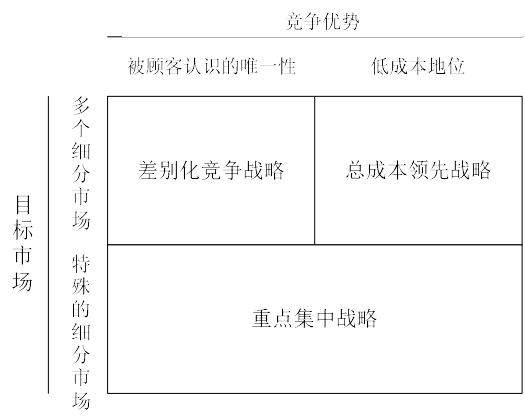 竞争优势
被顾客认识的唯一性
低成本地位
目标市场
多个细分市场
差别化竞争战略
总成本领先战略
特殊的细分市场
重点集中战略